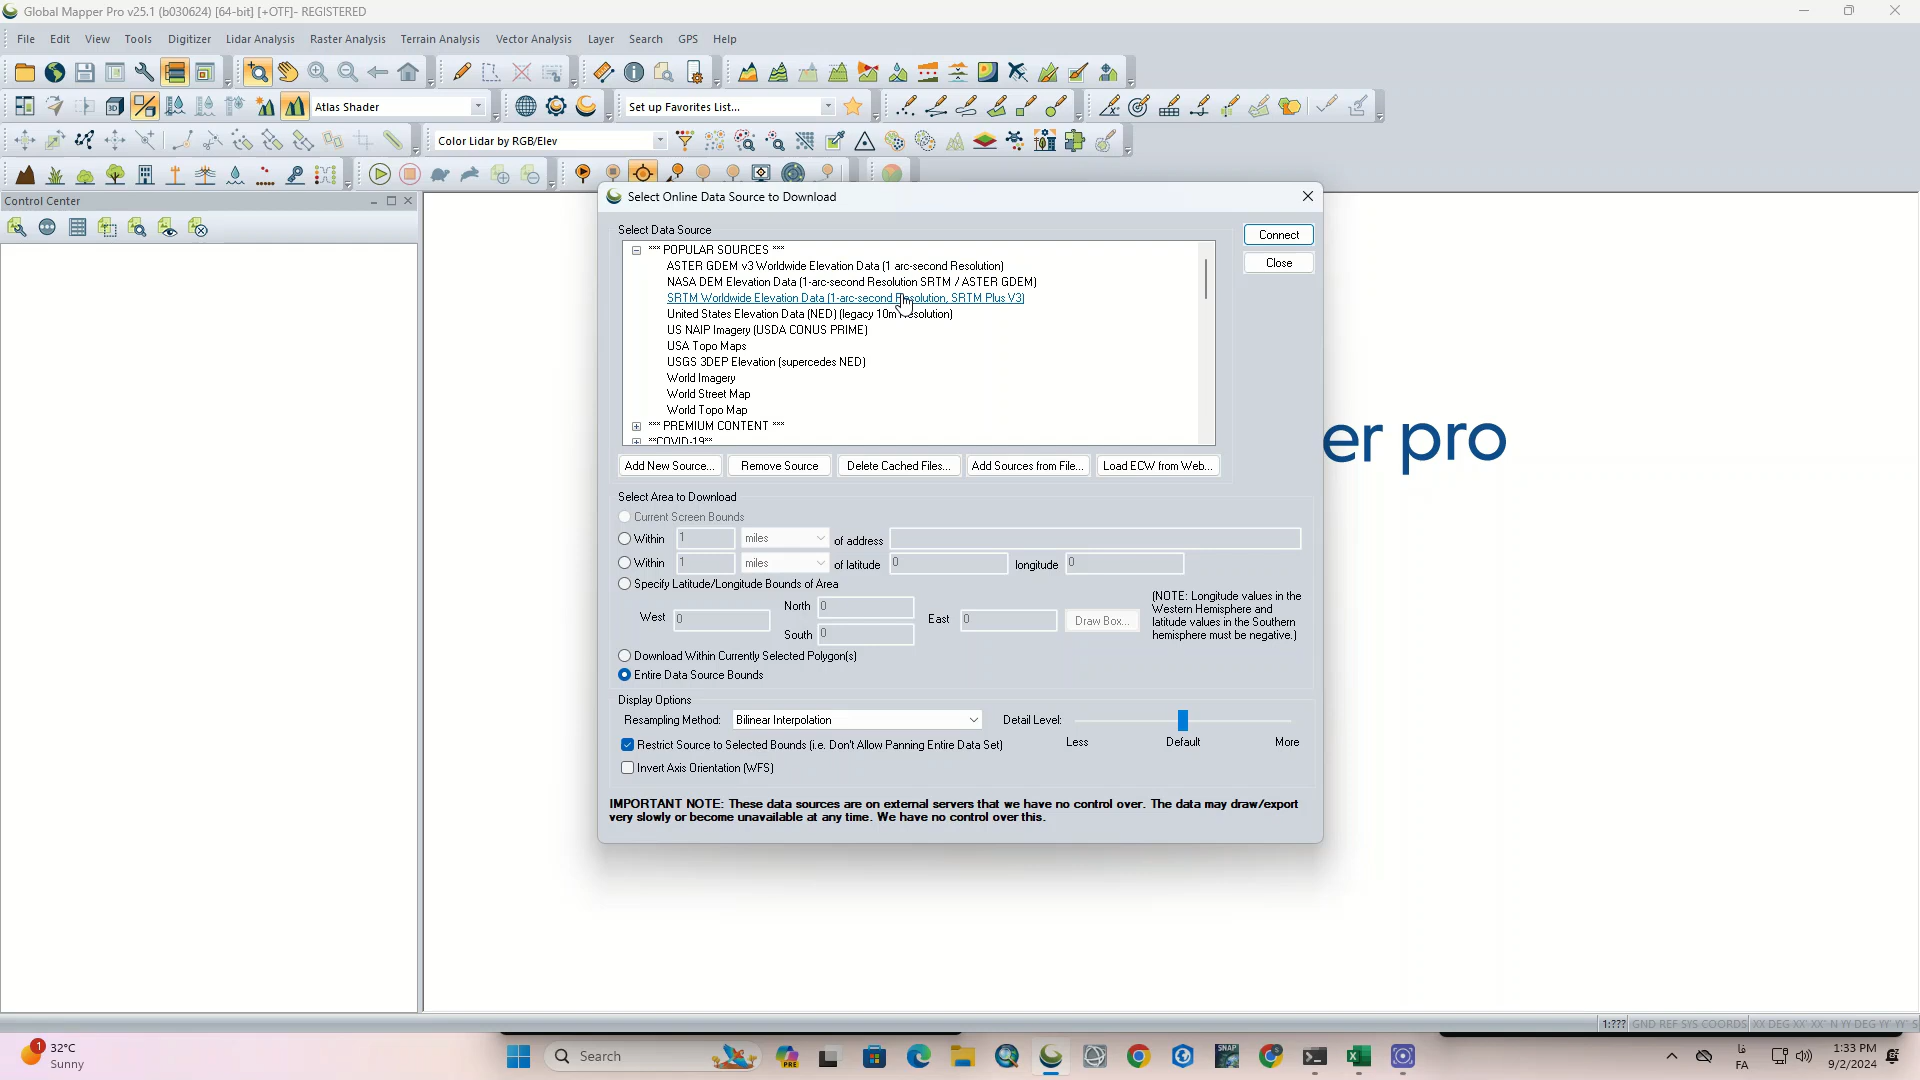 Global Mapper Pro v25.1 (b030624) [64-bit] [+OTF]- REGISTERED
File Edit View Tools Digitizer Lidar Analysis Raster Analysis Terrain Analysis Vector Analysis Layer Search GPS Help
Atlas Shader
Set up Favorites List...
Color Lidar by RGB/Elev
Control Center
Select Online Data Source to Download
Select Data Source
*** POPULAR SOURCES ***
ASTER GDEM v3 Worldwide Elevation Data (1 arc-second Resolution)
NASA DEM Elevation Data (1-arc-second Resolution SRTM / ASTER GDEM)
SRTM Worldwide Elevation Data (1-arc-second Resolution, SRTM Plus V3)
United States Elevation Data (NED) (legacy 10m Resolution)
US NAIP Imagery (USDA CONUS PRIME)
USA Topo Maps
USGS 3DEP Elevation (supercedes NED)
World Imagery
World Street Map
World Topo Map
*** PREMIUM CONTENT ***
**COVID-19**
Connect
Close
er pro
Add New Source... Remove Source Delete Cached Files... Add Sources from File... Load ECW from Web...
Select Area to Download
Current Screen Bounds
Within 1 miles of address
Within 1 miles of latitude 0 longitude 0
Specify Latitude/Longitude Bounds of Area
West 0 North 0 South 0 East 0 Draw Box...
(NOTE: Longitude values in the
Western Hemisphere and
latitude values in the Southern
hemisphere must be negative.)
Download Within Currently Selected Polygon(s)
Entire Data Source Bounds
Display Options
Resampling Method: Bilinear Interpolation Detail Level:
Restrict Source to Selected Bounds (i.e. Don't Allow Panning Entire Data Set)
Less Default More
Invert Axis Orientation (WFS)
IMPORTANT NOTE: These data sources are on external servers that we have no control over. The data may draw/export
very slowly or become unavailable at any time. We have no control over this.
1:??? GND REF SYS COORDS
1
32°C
Sunny
Search
PRE
SNAP
فا
FA
1:33 PM
9/2/2024